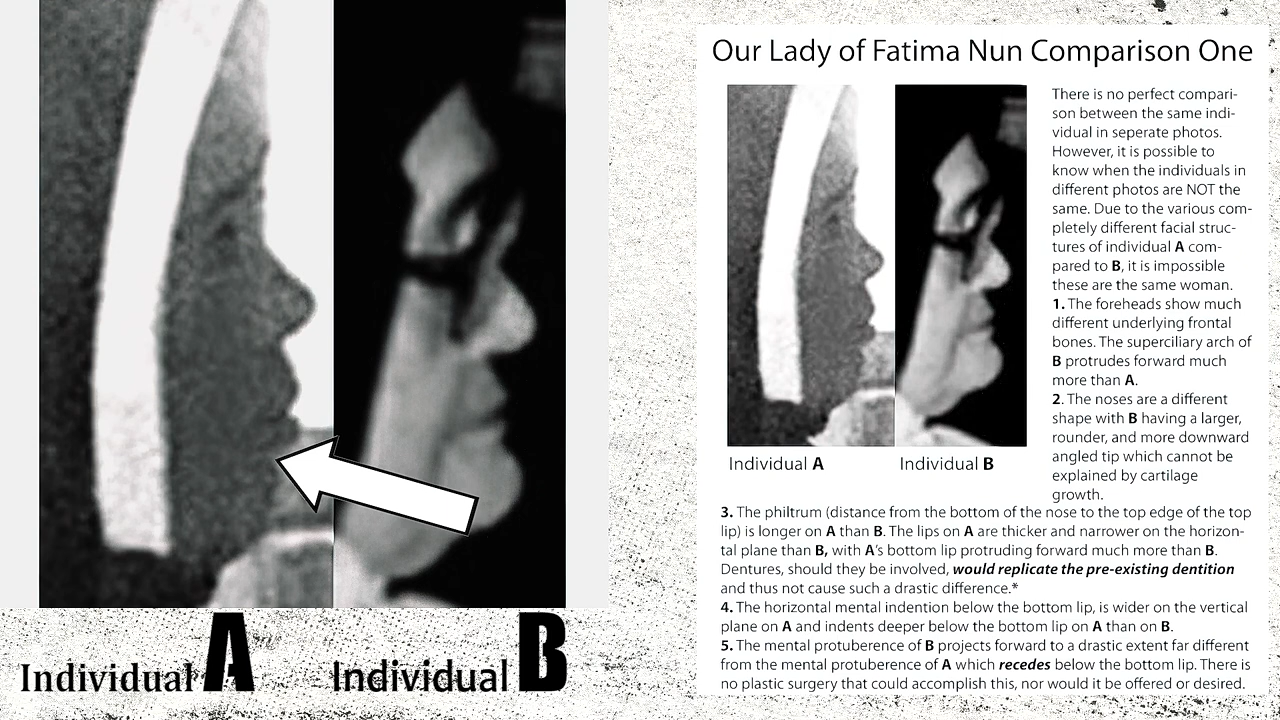 Our Lady of Fatima Nun Comparison One
There is no perfect compari-
son between the same indi-
vidual in seperate photos.
However, it is possible to
know when the individuals in
different photos are NOT the
same. Due to the various com-
pletely different facial struc-
tures of individual A com-
pared to B, it is impossible
these are the same woman.
1. The foreheads show much
different underlying frontal
bones. The superciliary arch of
B protrudes forward much
more than A.
2. The noses are a different
shape with B having a larger,
rounder, and more downward
angled tip which cannot be
explained by cartilage
growth.
Individual A
Individual B
3. The philtrum (distance from the bottom of the nose to the top edge of the top
lip) is longer on A than B. The lips on A are thicker and narrower on the horizon-
tal plane than B, with A's bottom lip protruding forward much more than B.
Dentures, should they be involved, would replicate the pre-existing dentition
and thus not cause such a drastic difference.*
4. The horizontal mental indention below the bottom lip, is wider on the vertical
plane on A and indents deeper below the bottom lip on A than on B.
5. The mental protuberence of B projects forward to a drastic extent far different
from the mental protuberence of A which recedes below the bottom lip. There is
no plastic surgery that could accomplish this, nor would it be offered or desired.
Individual A
Individual B